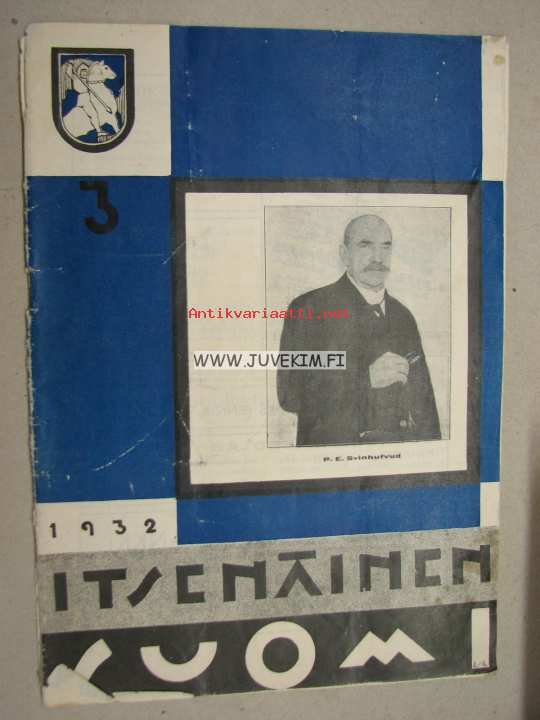 3
Antikvariaatti.net
WWW.JUVEKIM.FI
P. E. Svinhufvud
1932
ITSENÄINEN
SUOMI